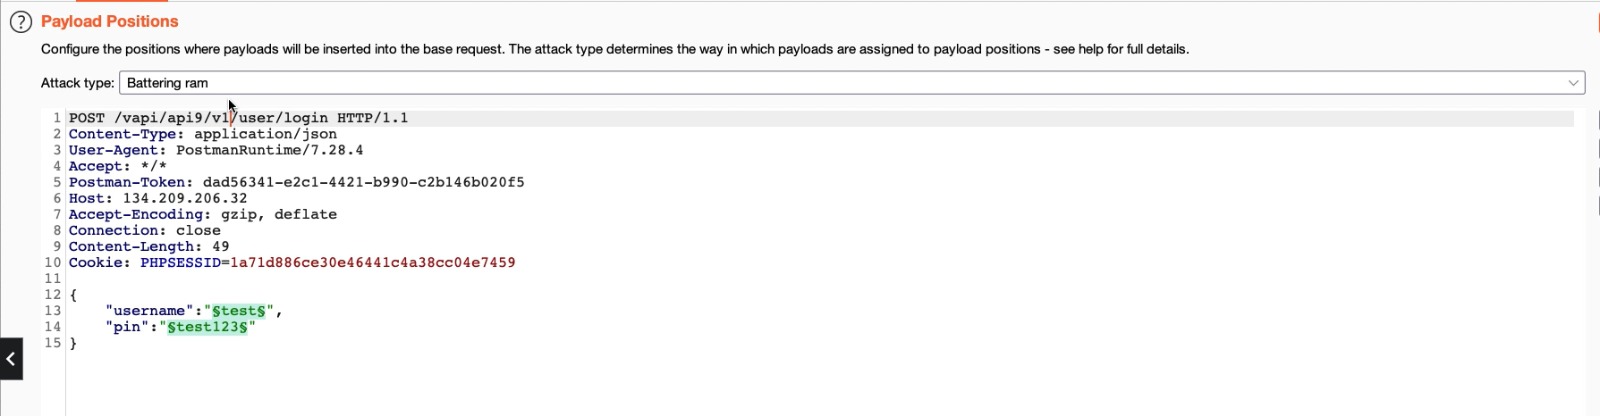 ? Payload Positions
Configure the positions where payloads will be inserted into the base request. The attack type determines the way in which payloads are assigned to payload positions - see help for full details.
Attack type: Battering ram
1 POST /vapi/api9/v1/user/login HTTP/1.1
2 Content-Type: application/json
3 User-Agent: PostmanRuntime/7.28.4
4 Accept: */*
5 Postman-Token: dad56341-e2c1-4421-b990-c2b146b020f5
6 Host: 134.209.206.32
7 Accept-Encoding: gzip, deflate
8 Connection: close
9 Content-Length: 49
10 Cookie: PHPSESSID=1a71d886ce30e46441c4a38cc04e7459
11
12 {
13 "username":"§test§",
14 "pin":"§test123§"
15 }